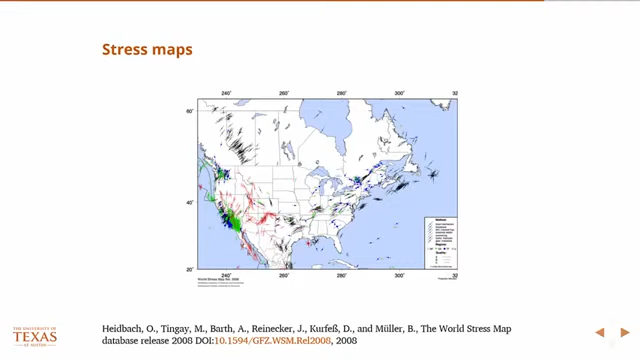 Stress maps
240° 260° 280° 300° 32
60°
40°
20°
240° 260° 280° 300° 32
World Stress Map Rel. 2008
THE UNIVERSITY OF
TEXAS
AT AUSTIN
Heidbach, O., Tingay, M., Barth, A., Reinecker, J., Kurfeß, D., and Müller, B., The World Stress Map
database release 2008 DOI:10.1594/GFZ.WSM.Rel2008, 2008